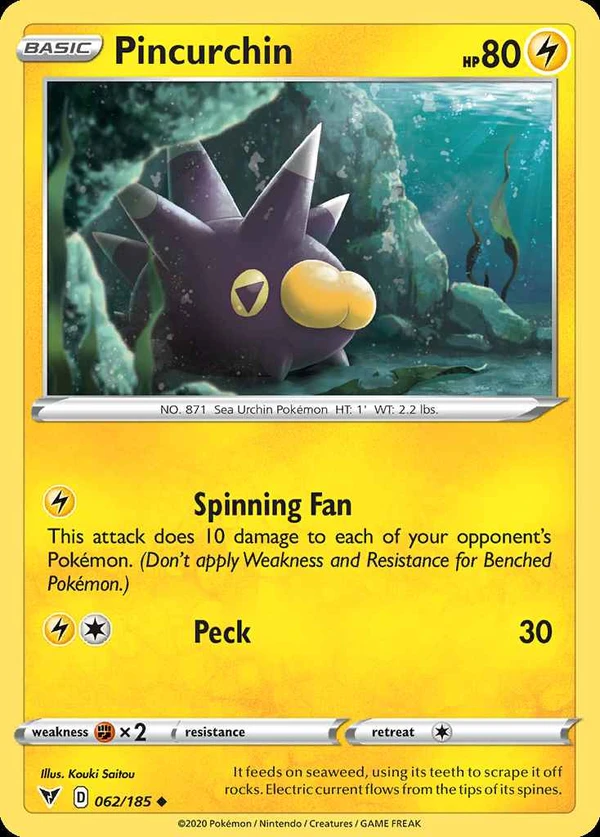 BASIC Pincurchin HP 80
NO. 871 Sea Urchin Pokémon HT: 1' WT: 2.2 lbs.
Spinning Fan
This attack does 10 damage to each of your opponent's
Pokémon. (Don't apply Weakness and Resistance for Benched
Pokémon.)
Peck 30
weakness ×2 resistance retreat
Illus. Kouki Saitou
It feeds on seaweed, using its teeth to scrape it off
rocks. Electric current flows from the tips of its spines.
D 062/185
©2020 Pokémon / Nintendo / Creatures / GAME FREAK